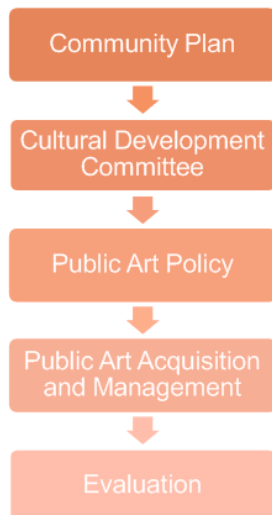 Community Plan
Cultural Development
Committee
Public Art Policy
Public Art Acquisition
and Management
Evaluation